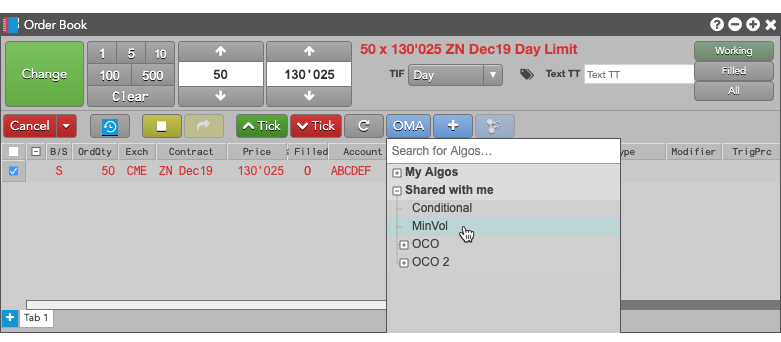 Order Book
Change
1 5 10
100 500
Clear
50
130'025
50 x 130'025 ZN Dec19 Day Limit
TIF Day Text TT Text TT
Working
Filled
All
Cancel Tick Tick C OMA +
B/S OrdQty Exch Contract Price % Filled Account ype Modifier TrigPrc
S 50 CME ZN Dec19 130'025 0 ABCDEF
Search for Algos...
My Algos
Shared with me
Conditional
MinVol
OCO
OCO 2
+ Tab 1